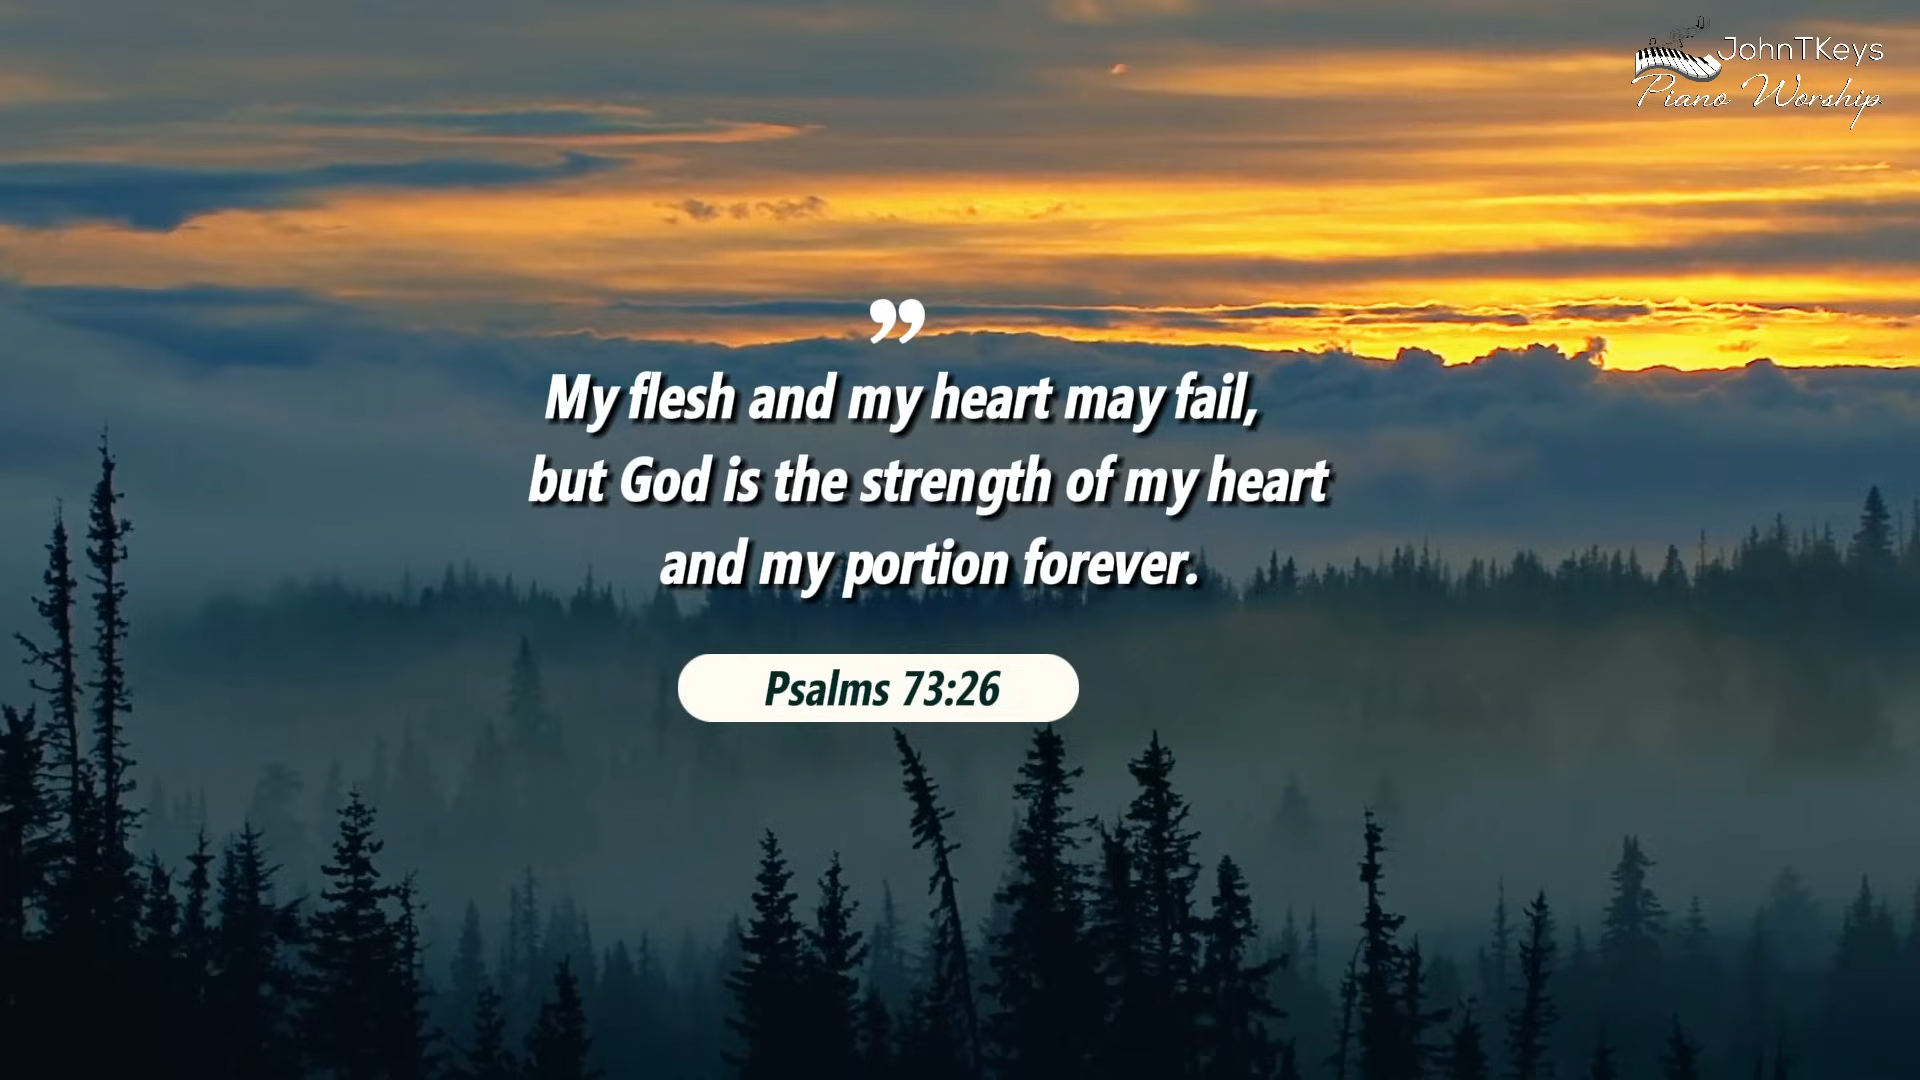 JohnTKeys
Piano Worship
”
My flesh and my heart may fail,
but God is the strength of my heart
and my portion forever.
Psalms 73:26